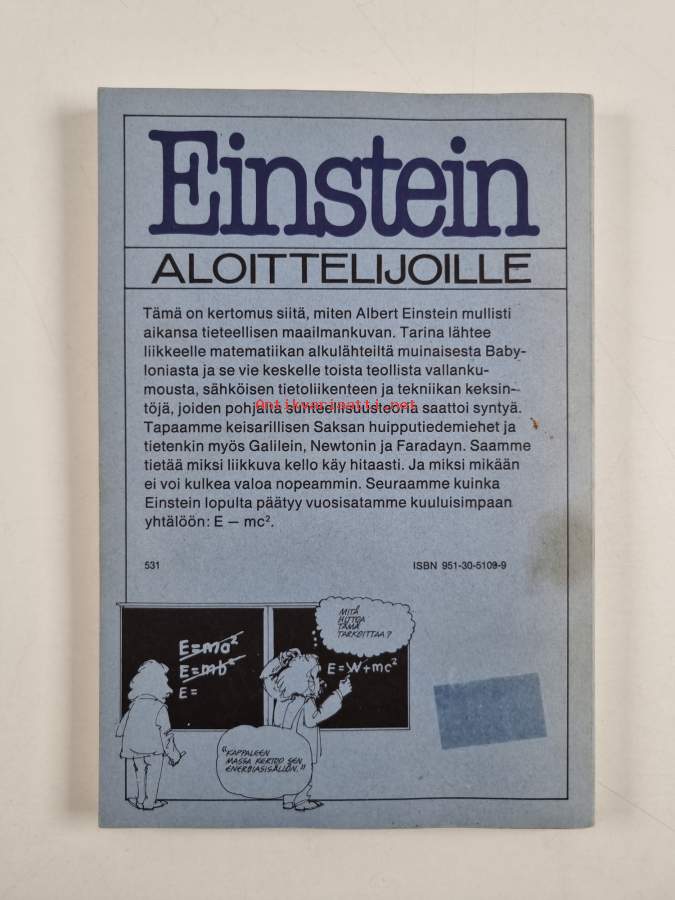 Einstein
ALOITTELIJOILLE
Tämä on kertomus siitä, miten Albert Einstein mullisti
aikansa tieteellisen maailmankuvan. Tarina lähtee
liikkeelle matematiikan alkulähteiltä muinaisesta Baby-
loniasta ja se vie keskelle toista teollista vallanku-
mousta, sähköisen tietoliikenteen ja tekniikan keksin-
töjä, joiden pohjalta suhteellisuusteoria saattoi syntyä.
Antikvariaatti.net
Tapaamme keisarillisen Saksan huipputiedemiehet ja
tietenkin myös Galilein, Newtonin ja Faradayn. Saamme
tietää miksi liikkuva kello käy hitaasti. Ja miksi mikään
ei voi kulkea valoa nopeammin. Seuraamme kuinka
Einstein lopulta päätyy vuosisatamme kuuluisimpaan
yhtälöön: E — mc².
531
ISBN 951-30-5109-9
MITÄ
HITTOA
TÄMÄ
TARKOITTAA?
E=ma²
E=mb²
E=
E=W+mc²
"KAPPALEEN
MASSA KERTOO SEN
ENERGIASISÄLLÖN."